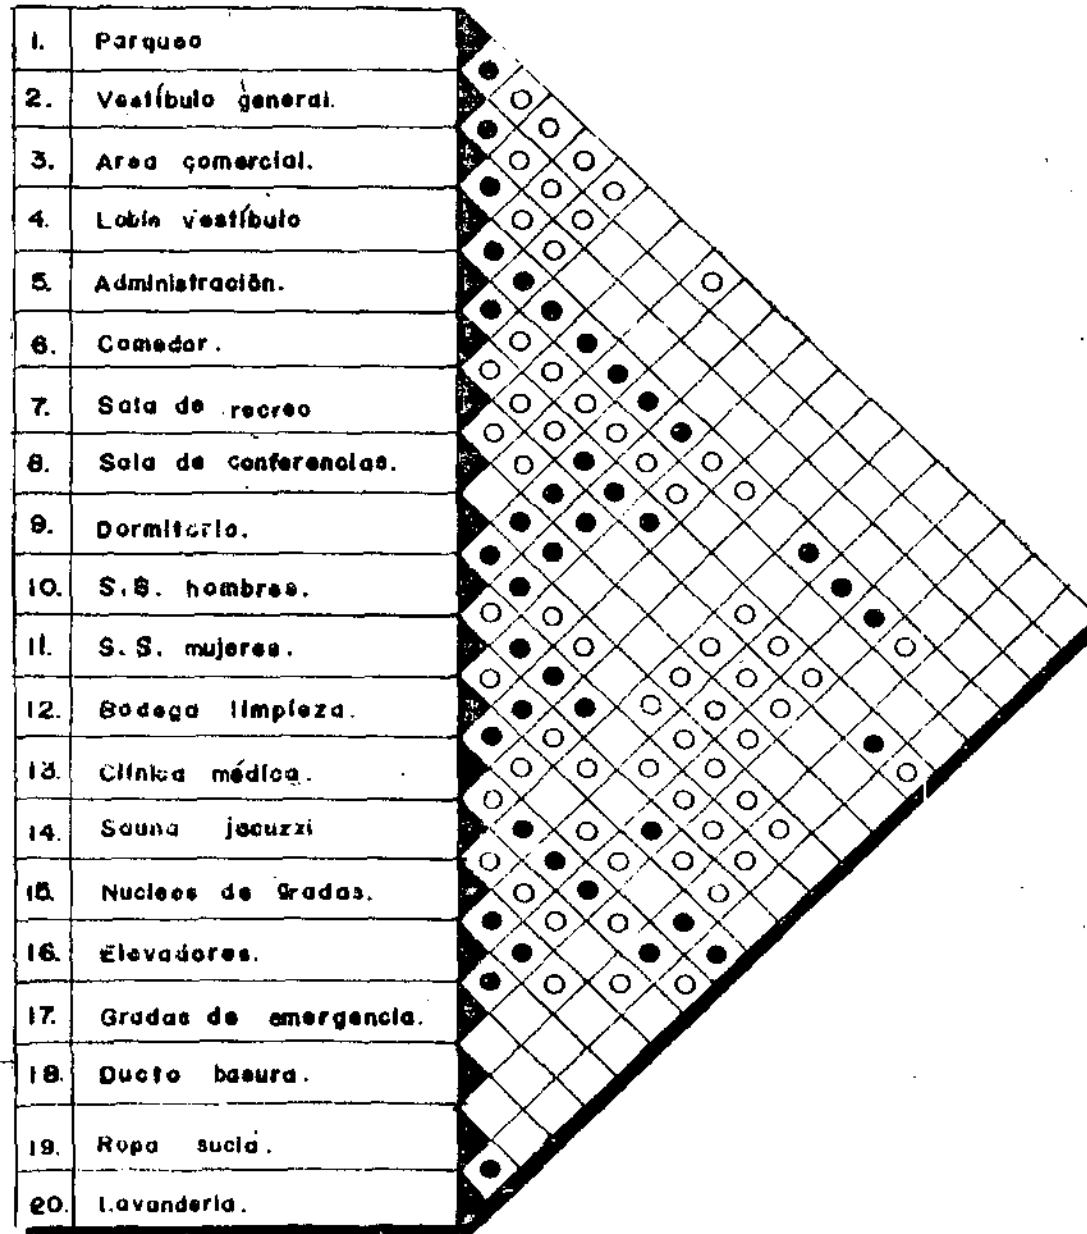 1. Parqueo
2. Vestíbulo general.
3. Area comercial.
4. Lobin vestíbulo
5. Administración.
6. Comedor.
7. Sala de recreo
8. Sala de conferencias.
9. Dormitorio.
10. S.S. hombres.
11. S.S. mujeres.
12. Bodega limpieza.
13. Clínica médica.
14. Sauna jacuzzi
15. Nucleos de Gradas.
16. Elevadores.
17. Gradas de emergencia.
18. Ducto basura.
19. Ropa sucia.
20. Lavandería.